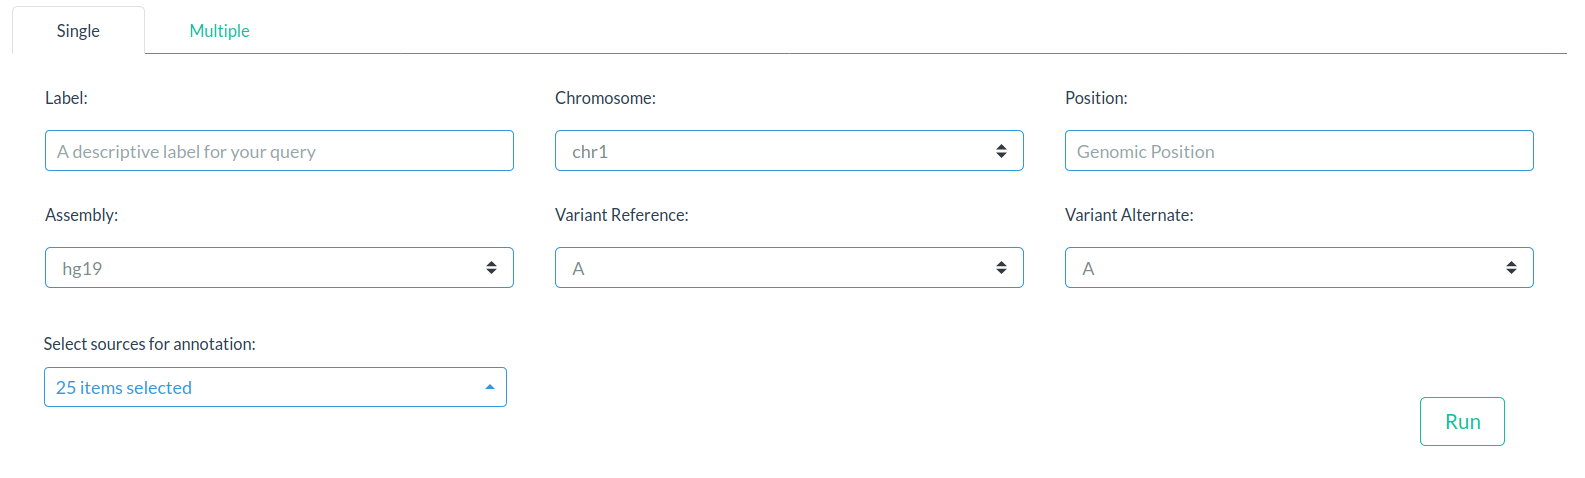 Single Multiple
Label: Chromosome: Position:
A descriptive label for your query chr1 Genomic Position
Assembly: Variant Reference: Variant Alternate:
hg19 A A
Select sources for annotation:
25 items selected
Run